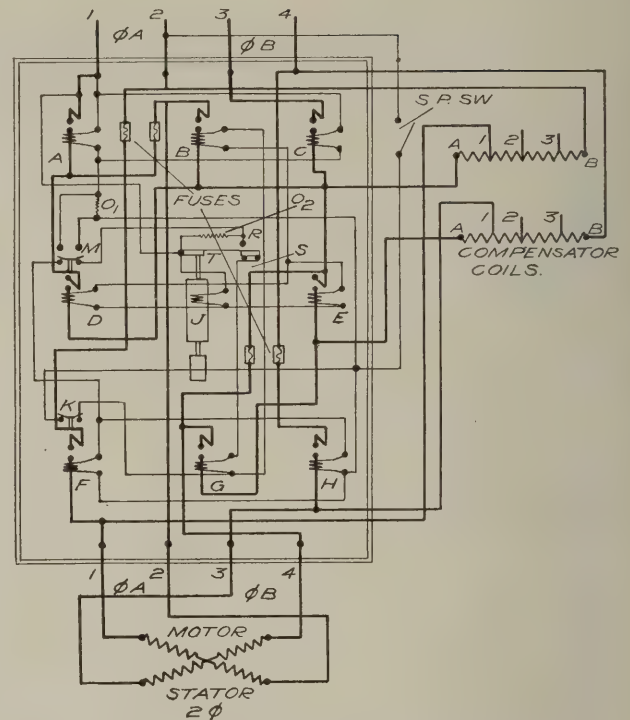 1 2 3 4
φA φB
S.P. SW
A 1 2 3 B
A B C
FUSES
O1 O2
M R
T S
A 1 2 3 B
COMPENSATOR
COILS.
D J E
K
F G H
1 2 3 4
φA φB
MOTOR
STATOR
2φ